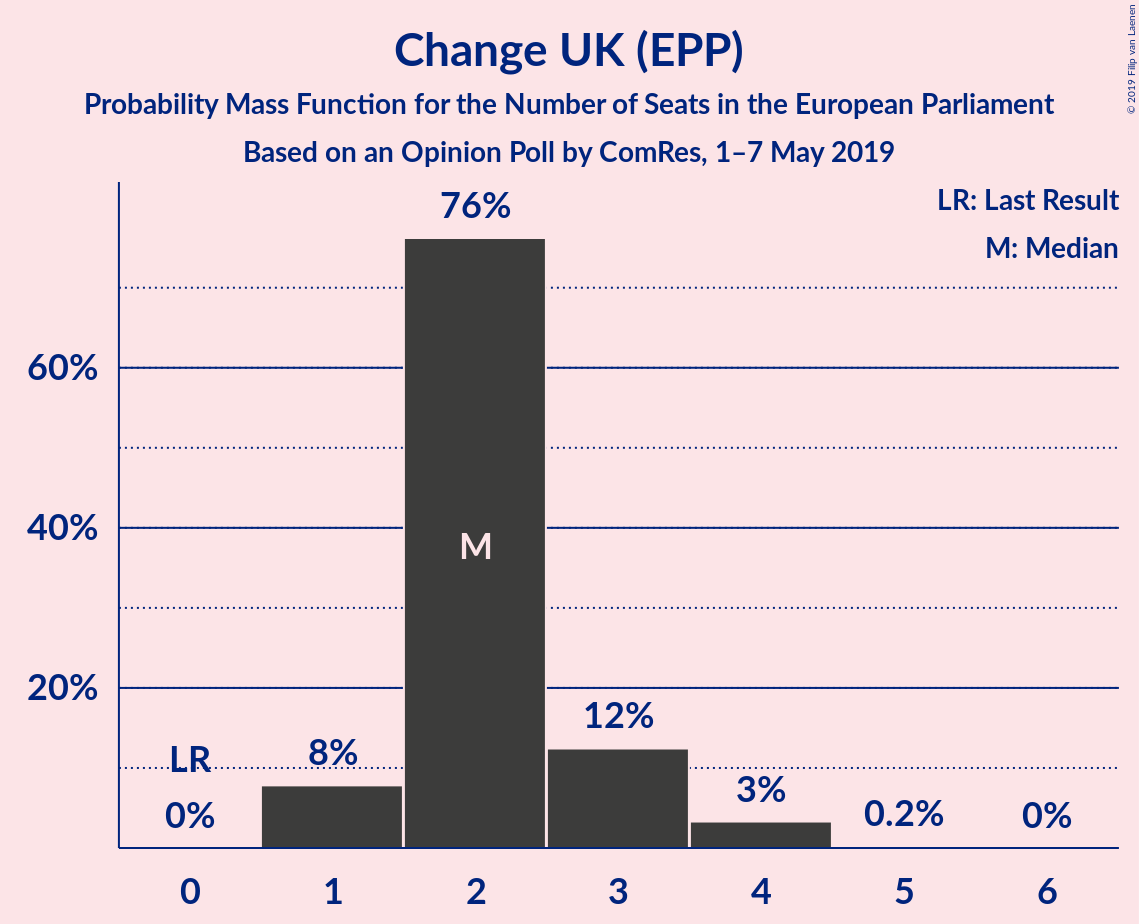 Change UK (EPP)
Probability Mass Function for the Number of Seats in the European Parliament
Based on an Opinion Poll by ComRes, 1–7 May 2019
© 2019 Filip van Laenen
LR: Last Result
M: Median
76%
60%
40%
M
20%
12%
LR
8%
3%
0%
0.2%
0%
0 1 2 3 4 5 6